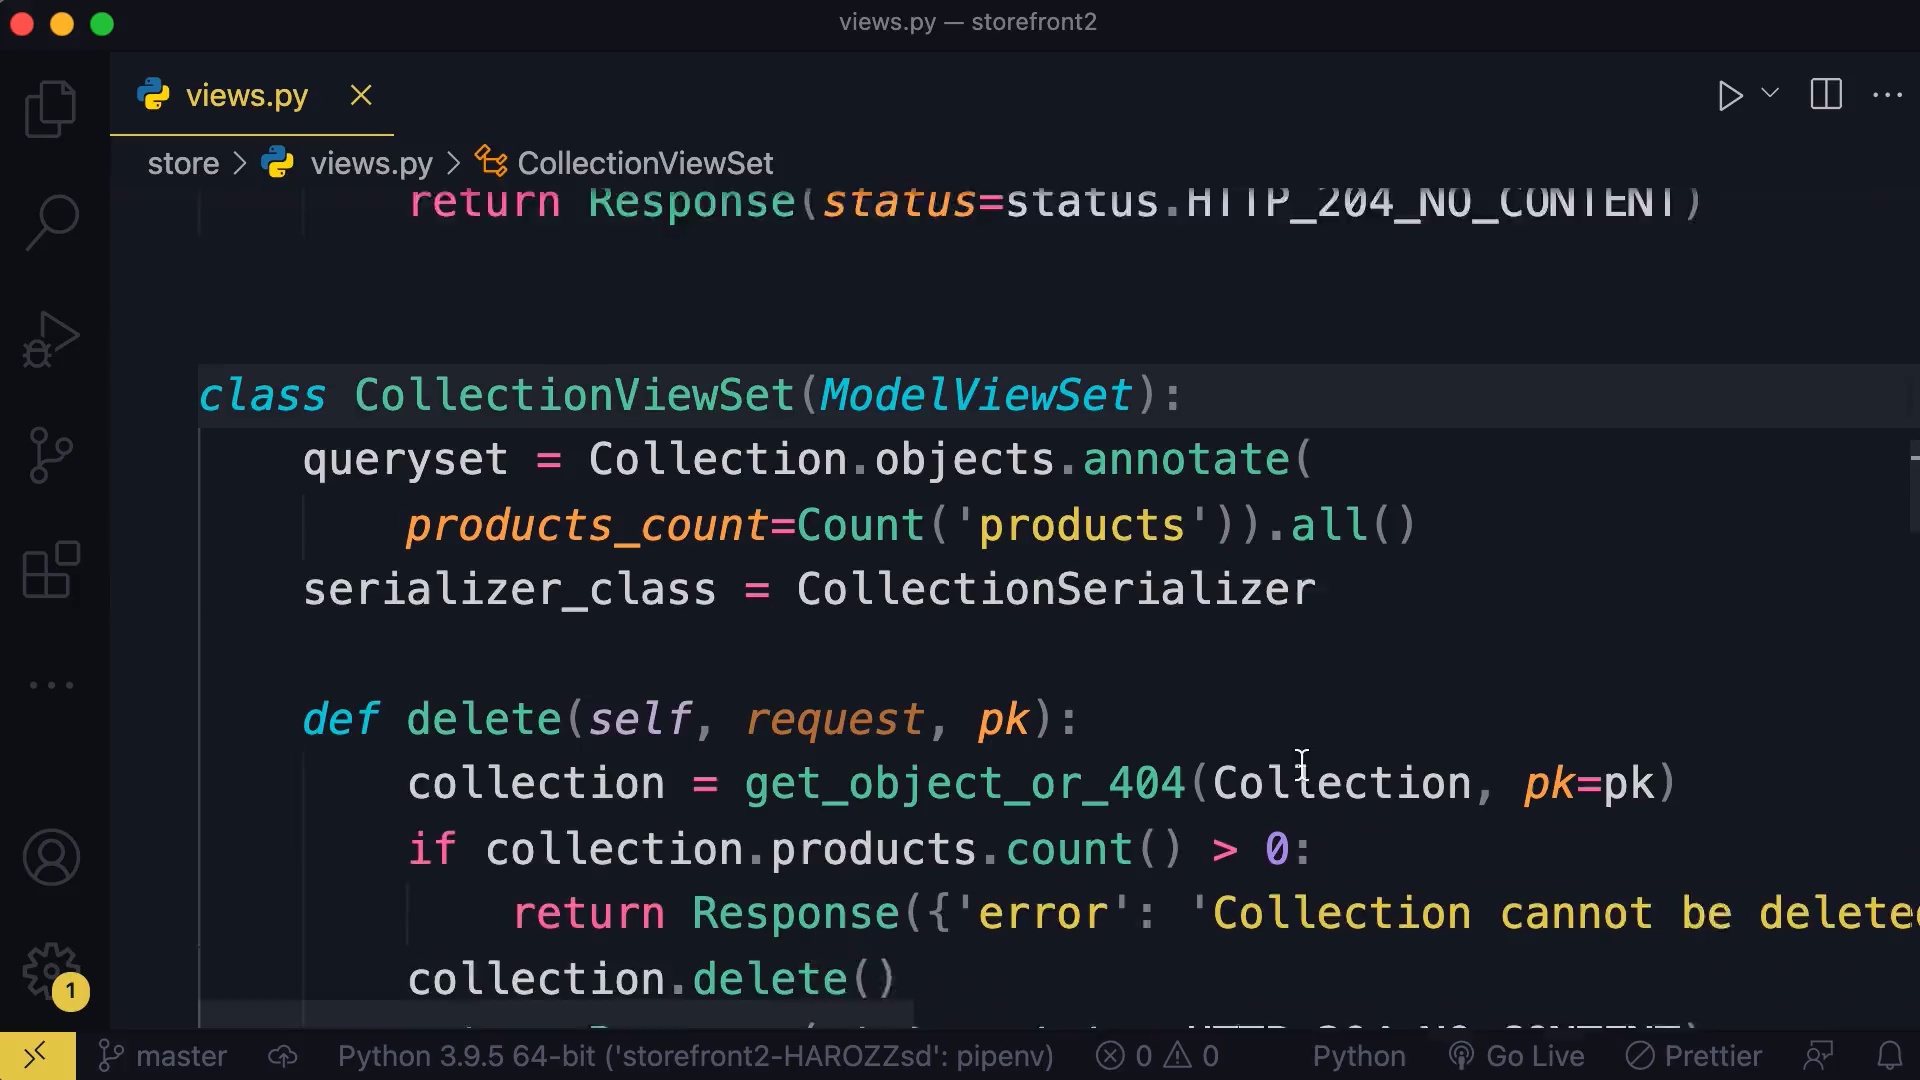 views.py — storefront2
views.py
store > views.py > CollectionViewSet
return Response(status=status.HTTP_204_NO_CONTENT)
class CollectionViewSet(ModelViewSet):
queryset = Collection.objects.annotate(
products_count=Count('products')).all()
serializer_class = CollectionSerializer
def delete(self, request, pk):
collection = get_object_or_404(Collection, pk=pk)
if collection.products.count() > 0:
return Response({'error': 'Collection cannot be deleted
collection.delete()
1
master Python 3.9.5 64-bit ('storefront2-HAROZZsd': pipenv) 0 0 Python Go Live Prettier